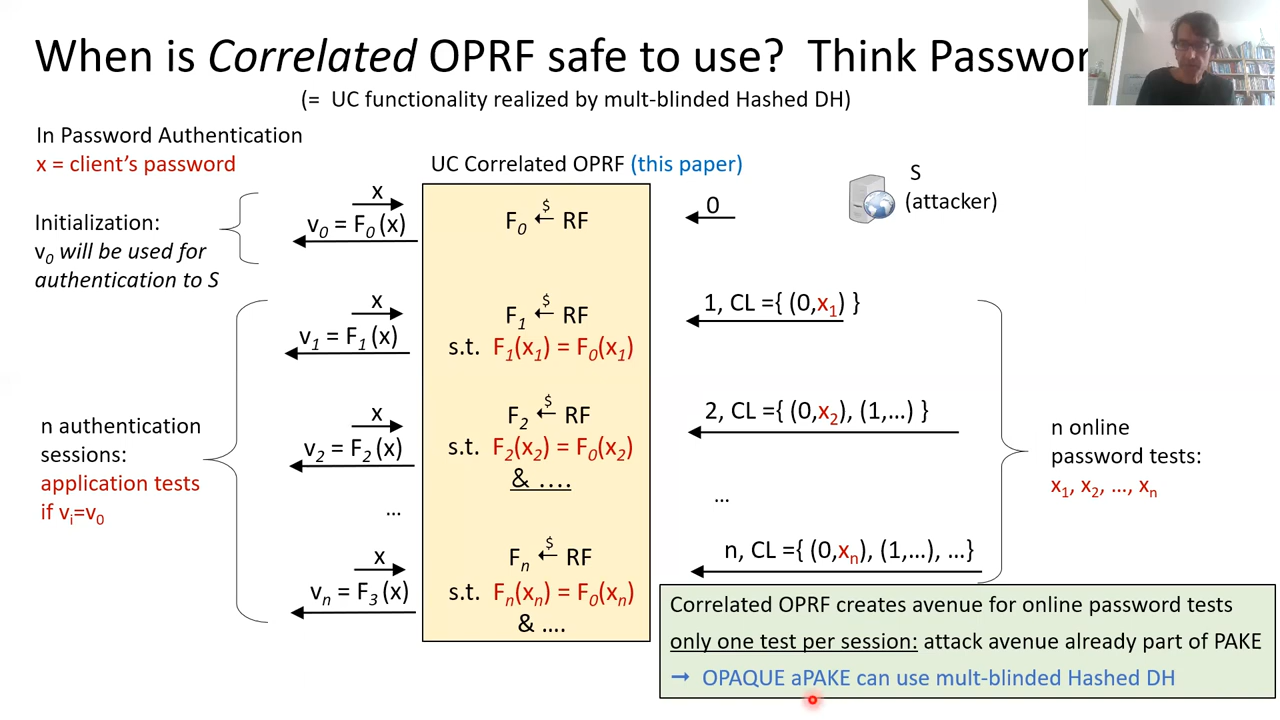 When is Correlated OPRF safe to use? Think Passwor
(= UC functionality realized by mult-blinded Hashed DH)
In Password Authentication
x = client's password
UC Correlated OPRF (this paper)
S
(attacker)
Initialization:
v₀ will be used for
authentication to S
x
v₀ = F₀(x)
F₀ ←$ RF
0
x
v₁ = F₁(x)
F₁ ←$ RF
s.t. F₁(x₁) = F₀(x₁)
1, CL ={ (0,x₁) }
n authentication
sessions:
application tests
if vᵢ=v₀
x
v₂ = F₂(x)
F₂ ←$ RF
s.t. F₂(x₂) = F₀(x₂)
& ....
2, CL ={ (0,x₂), (1,...) }
n online
password tests:
x₁, x₂, ..., xₙ
...
...
x
vₙ = F₃(x)
Fₙ ←$ RF
s.t. Fₙ(xₙ) = F₀(xₙ)
& ....
n, CL ={ (0,xₙ), (1,...), ...}
Correlated OPRF creates avenue for online password tests
only one test per session: attack avenue already part of PAKE
→ OPAQUE aPAKE can use mult-blinded Hashed DH